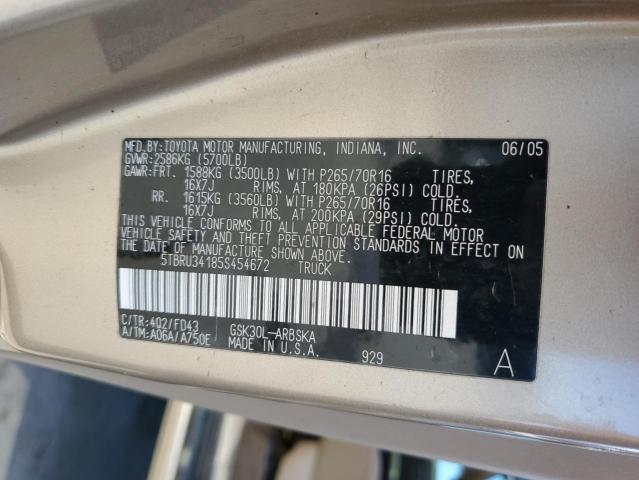 MFD.BY:TOYOTA MOTOR MANUFACTURING, INDIANA, INC. 06/05
GVWR:2586KG (5700LB)
GAWR:FRT. 1588KG (3500LB) WITH P265/70R16 TIRES,
16X7J RIMS, AT 180KPA (26PSI) COLD.
RR. 1615KG (3560LB) WITH P265/70R16 TIRES,
16X7J RIMS, AT 200KPA (29PSI) COLD.
THIS VEHICLE CONFORMS TO ALL APPLICABLE FEDERAL MOTOR
VEHICLE SAFETY AND THEFT PREVENTION STANDARDS IN EFFECT ON
THE DATE OF MANUFACTURE SHOWN ABOVE.
5TBRU34185S454672 TRUCK
C/TR:4Q2/FD43 GSK30L-ARBSKA
A/TM:A06A/A750E MADE IN U.S.A. 929 A